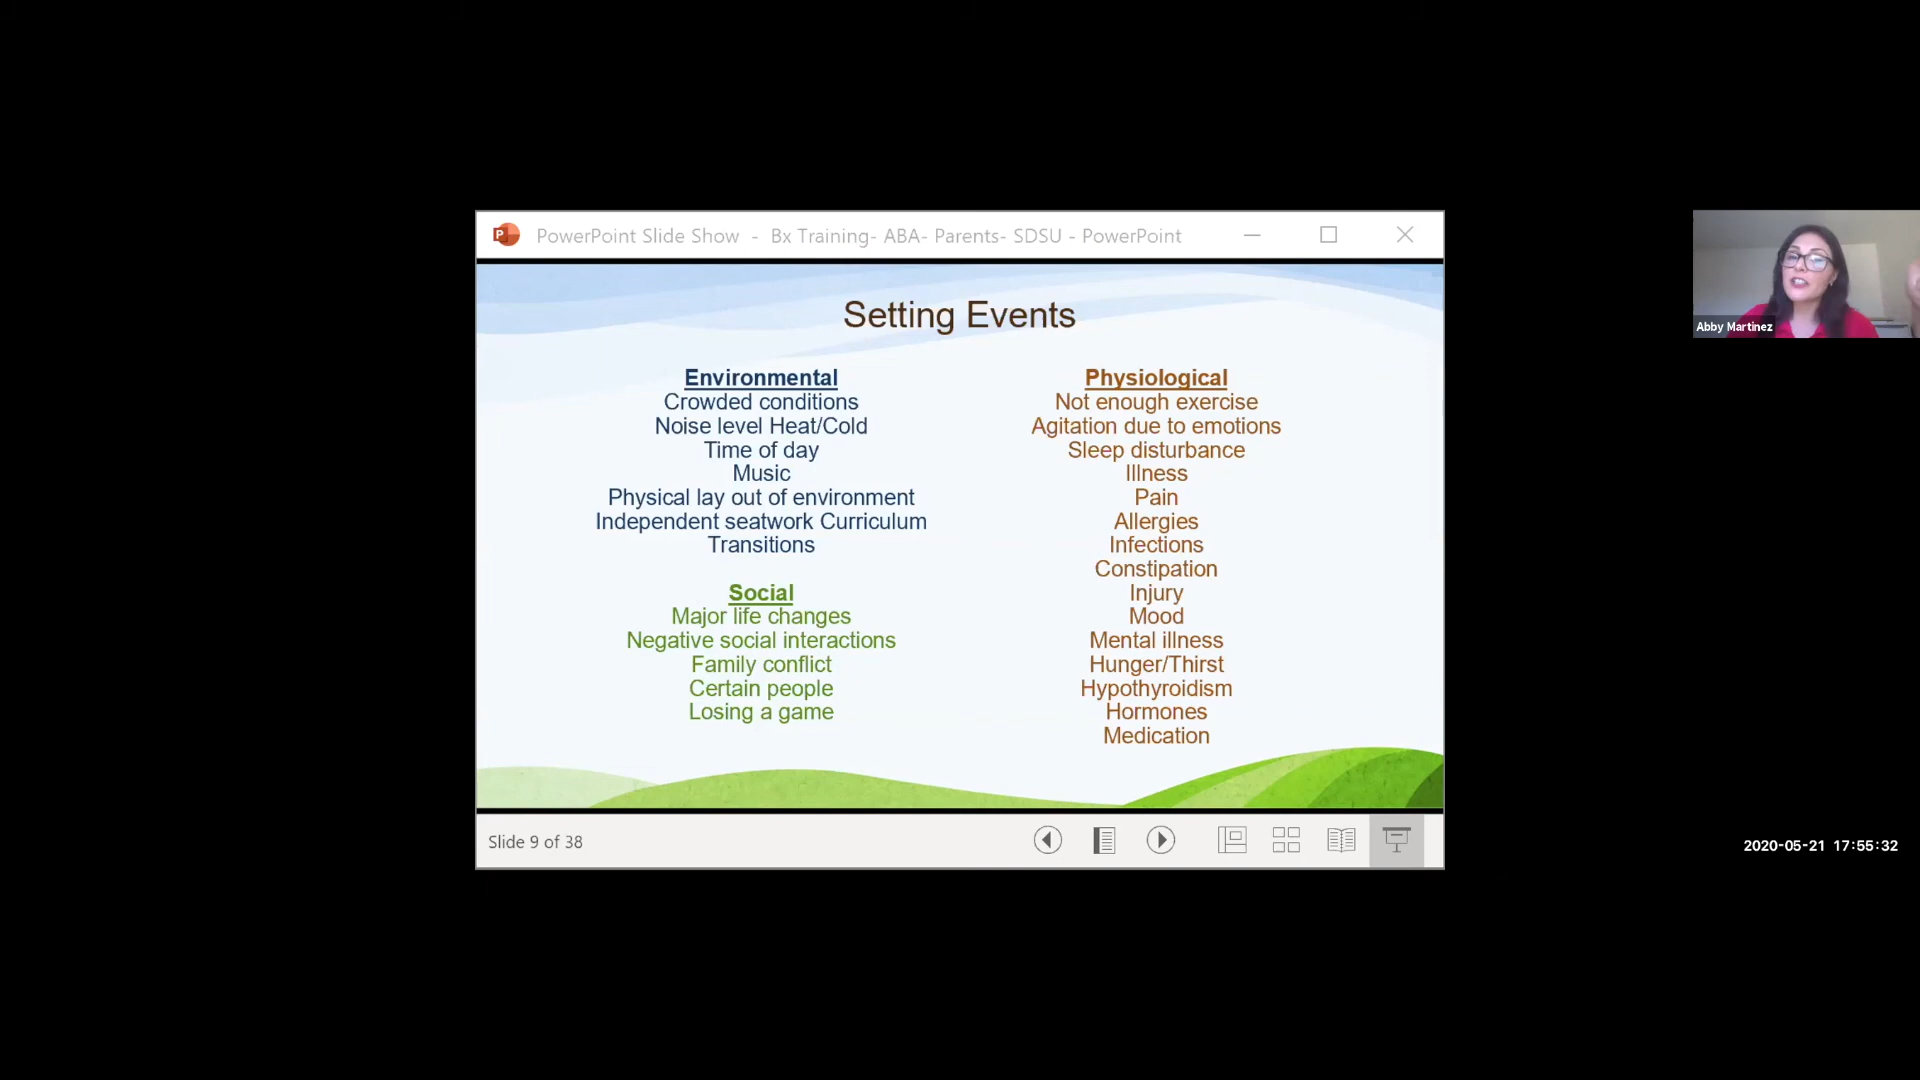 PowerPoint Slide Show - Bx Training- ABA- Parents- SDSU - PowerPoint
Setting Events
Environmental
Crowded conditions
Noise level Heat/Cold
Time of day
Music
Physical lay out of environment
Independent seatwork Curriculum
Transitions
Social
Major life changes
Negative social interactions
Family conflict
Certain people
Losing a game
Physiological
Not enough exercise
Agitation due to emotions
Sleep disturbance
Illness
Pain
Allergies
Infections
Constipation
Injury
Mood
Mental illness
Hunger/Thirst
Hypothyroidism
Hormones
Medication
Slide 9 of 38
Abby Martinez
2020-05-21 17:55:32